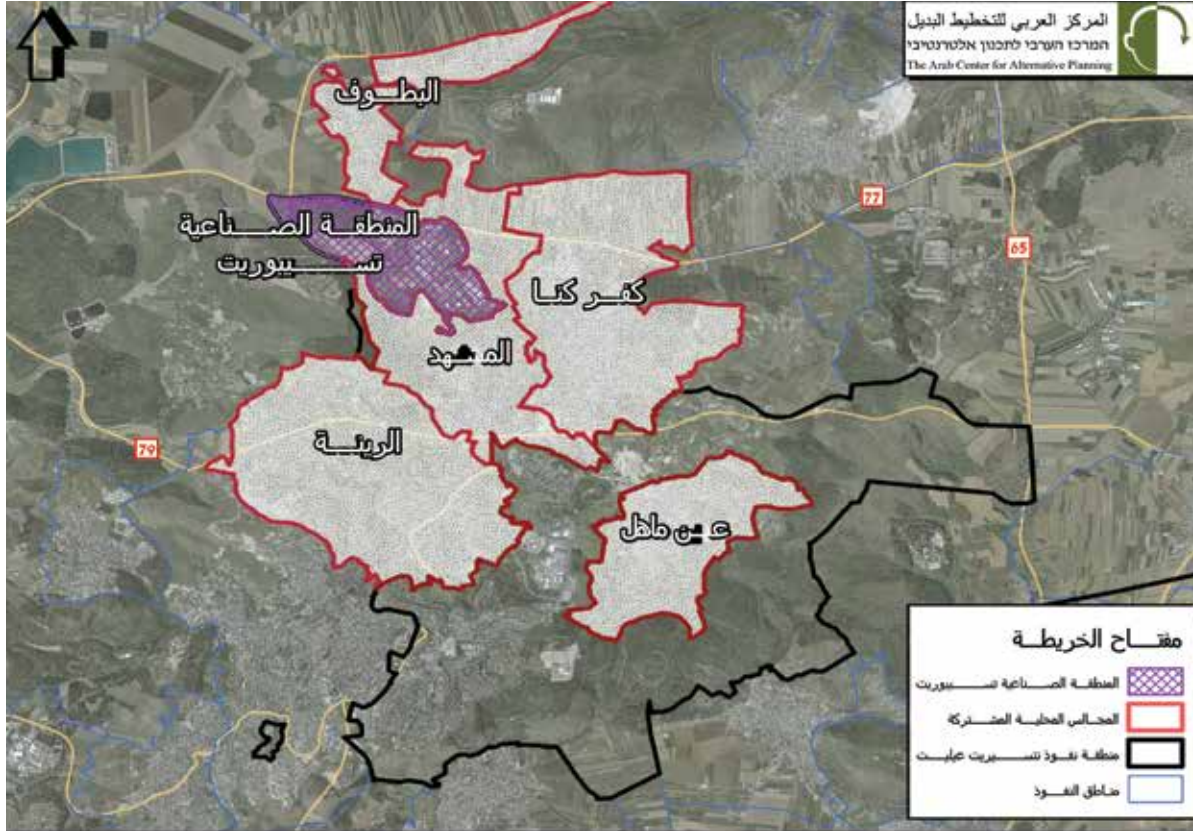 المركز العربي للتخطيط البديل
המרכז הערבי לתכנון אלטרנטיבי
The Arab Center for Alternative Planning
البطوف
المنطقة الصناعية
تسيبوريت
كفر كنا
المشهد
الرينة
عين ماهل
77
65
79
مفتاح الخريطة
المنطقة الصناعية تسيبوريت
المجالس المحلية المشتركة
منطقة نفوذ نتسيريت عيليت
مناطق النفوذ